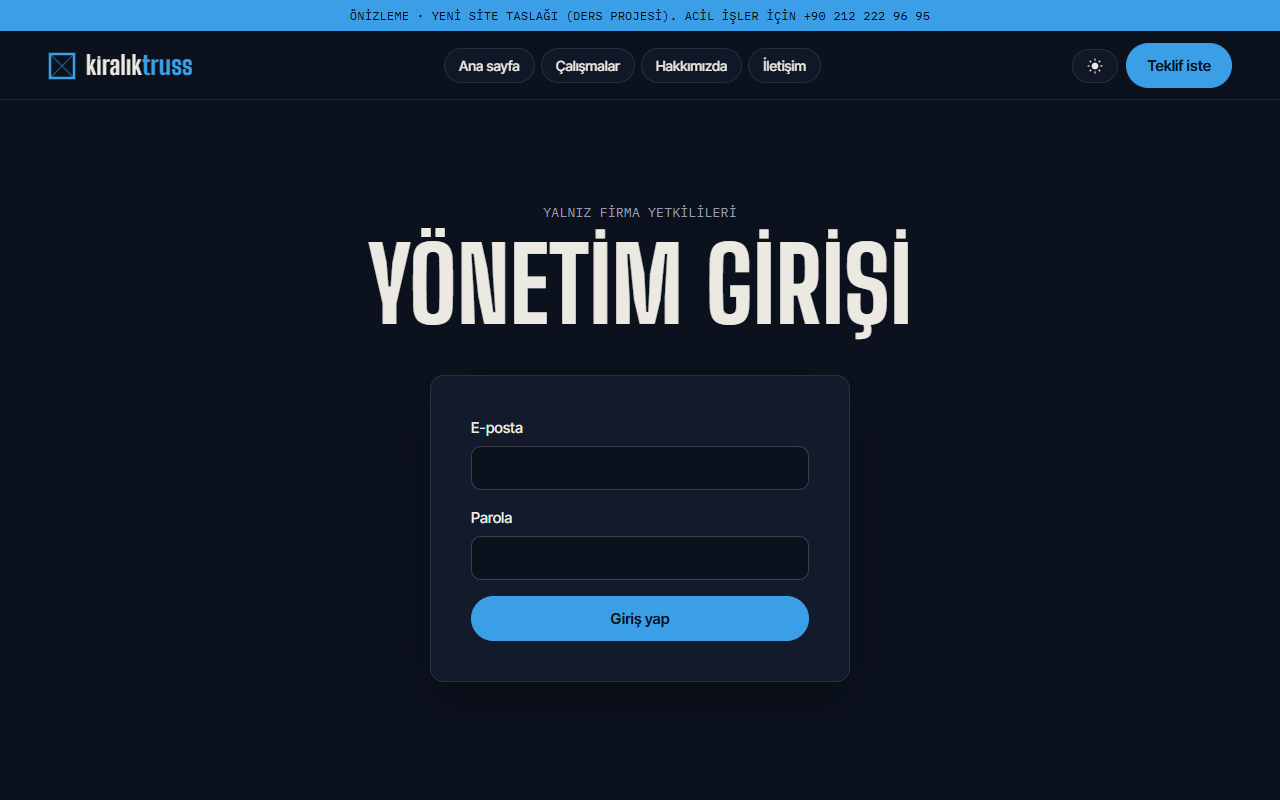 ÖNİZLEME · YENİ SİTE TASLAĞI (DERS PROJESİ). ACİL İŞLER İÇİN +90 212 222 96 95
kiralıktruss
Ana sayfa
Çalışmalar
Hakkımızda
İletişim
Teklif iste
YALNIZ FİRMA YETKİLİLERİ
YÖNETİM GİRİŞİ
E-posta
Parola
Giriş yap